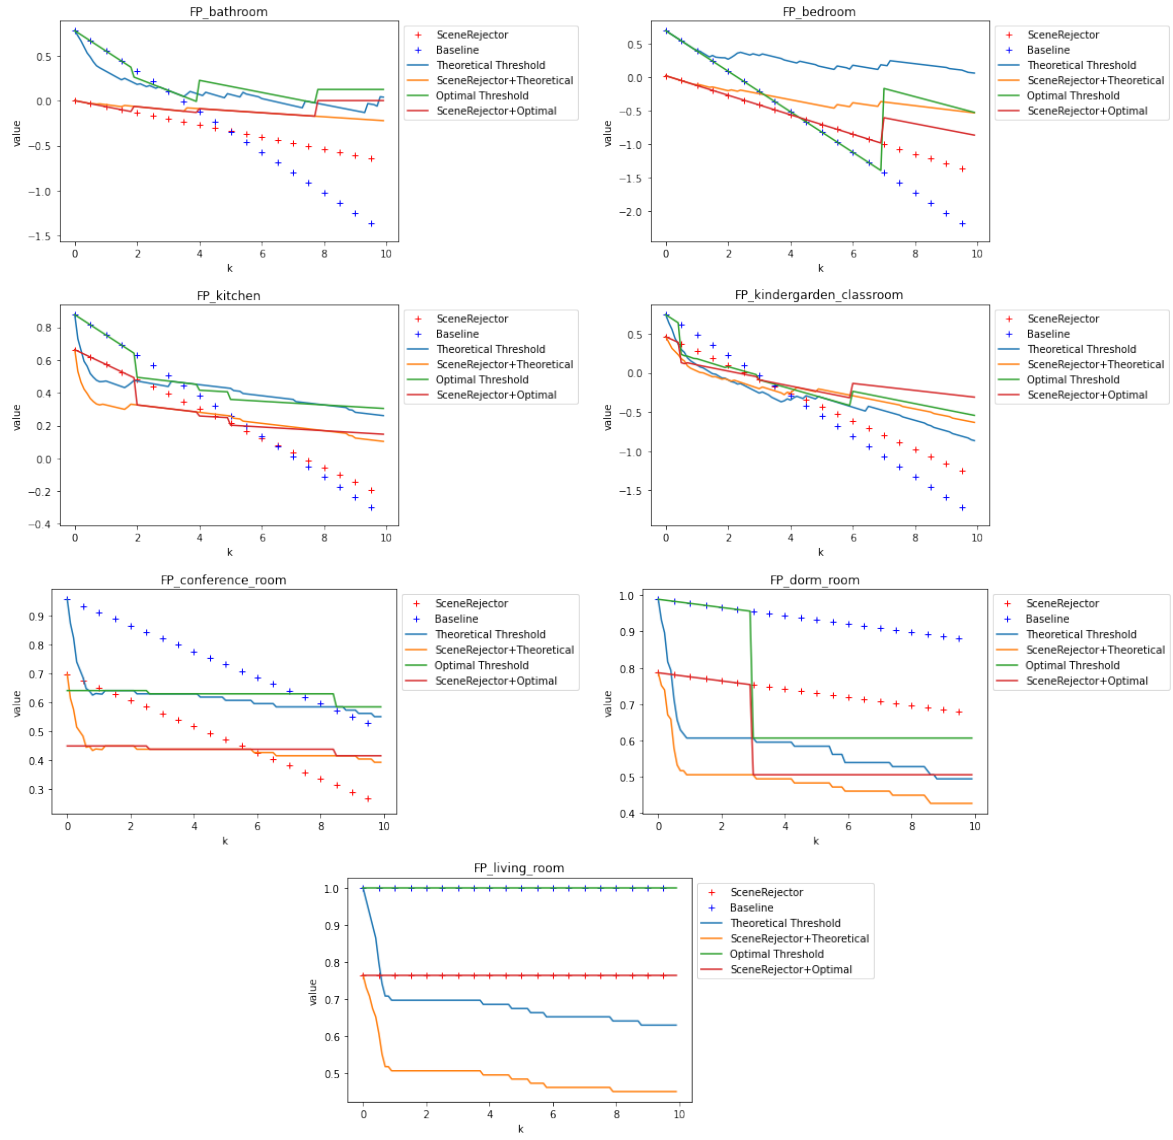 FP_bathroom
0.5
0.0
−0.5
−1.0
−1.5
value
0 2 4 6 8 10
k
SceneRejector
Baseline
Theoretical Threshold
SceneRejector+Theoretical
Optimal Threshold
SceneRejector+Optimal
FP_bedroom
0.5
0.0
−0.5
−1.0
−1.5
−2.0
value
0 2 4 6 8 10
k
SceneRejector
Baseline
Theoretical Threshold
SceneRejector+Theoretical
Optimal Threshold
SceneRejector+Optimal
FP_kitchen
0.8
0.6
0.4
0.2
0.0
−0.2
−0.4
value
0 2 4 6 8 10
k
SceneRejector
Baseline
Theoretical Threshold
SceneRejector+Theoretical
Optimal Threshold
SceneRejector+Optimal
FP_kindergarden_classroom
0.5
0.0
−0.5
−1.0
−1.5
value
0 2 4 6 8 10
k
SceneRejector
Baseline
Theoretical Threshold
SceneRejector+Theoretical
Optimal Threshold
SceneRejector+Optimal
FP_conference_room
0.9
0.8
0.7
0.6
0.5
0.4
0.3
value
0 2 4 6 8 10
k
SceneRejector
Baseline
Theoretical Threshold
SceneRejector+Theoretical
Optimal Threshold
SceneRejector+Optimal
FP_dorm_room
1.0
0.9
0.8
0.7
0.6
0.5
0.4
value
0 2 4 6 8 10
k
SceneRejector
Baseline
Theoretical Threshold
SceneRejector+Theoretical
Optimal Threshold
SceneRejector+Optimal
FP_living_room
1.0
0.9
0.8
0.7
0.6
0.5
value
0 2 4 6 8 10
k
SceneRejector
Baseline
Theoretical Threshold
SceneRejector+Theoretical
Optimal Threshold
SceneRejector+Optimal